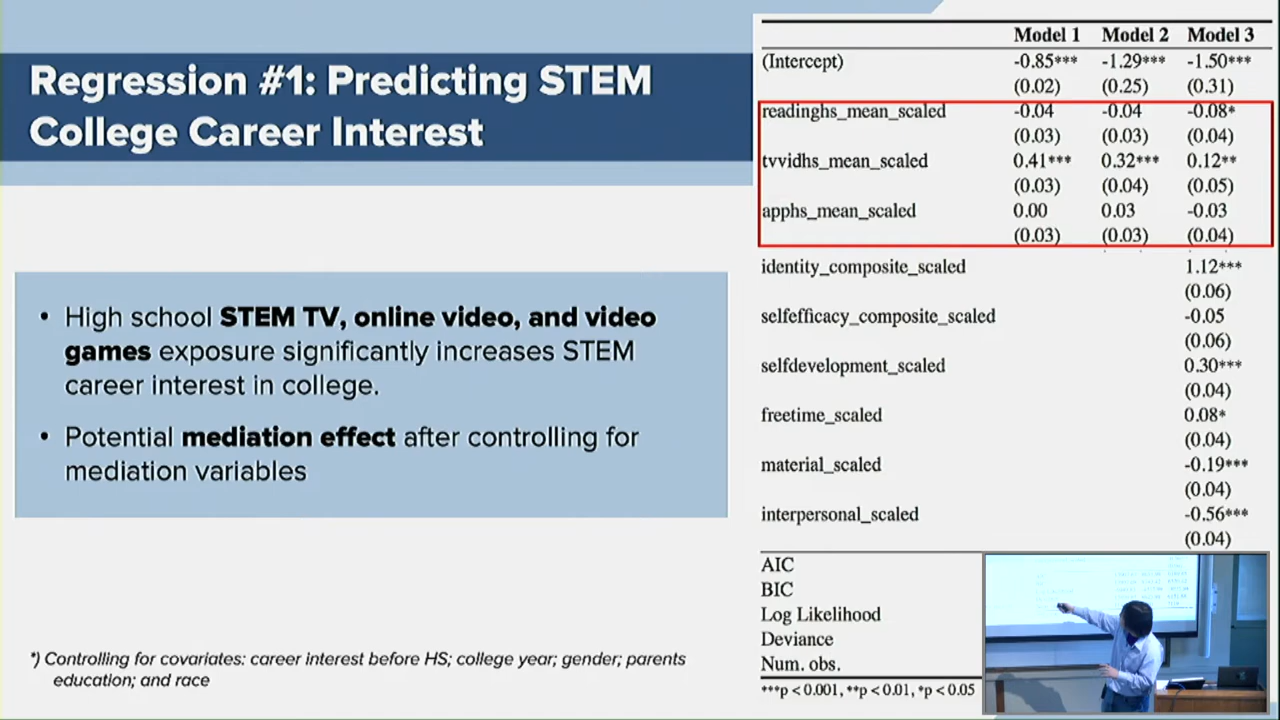 Regression #1: Predicting STEM
College Career Interest
• High school STEM TV, online video, and video
games exposure significantly increases STEM
career interest in college.
• Potential mediation effect after controlling for
mediation variables
*) Controlling for covariates: career interest before HS; college year; gender; parents
education; and race
Model 1 Model 2 Model 3
(Intercept) -0.85*** -1.29*** -1.50***
(0.02) (0.25) (0.31)
readinghs_mean_scaled -0.04 -0.04 -0.08*
(0.03) (0.03) (0.04)
tvvidhs_mean_scaled 0.41*** 0.32*** 0.12**
(0.03) (0.04) (0.05)
apphs_mean_scaled 0.00 0.03 -0.03
(0.03) (0.03) (0.04)
identity_composite_scaled 1.12***
(0.06)
selfefficacy_composite_scaled -0.05
(0.06)
selfdevelopment_scaled 0.30***
(0.04)
freetime_scaled 0.08*
(0.04)
material_scaled -0.19***
(0.04)
interpersonal_scaled -0.56***
(0.04)
AIC
BIC
Log Likelihood
Deviance
Num. obs.
***p < 0.001, **p < 0.01, *p < 0.05